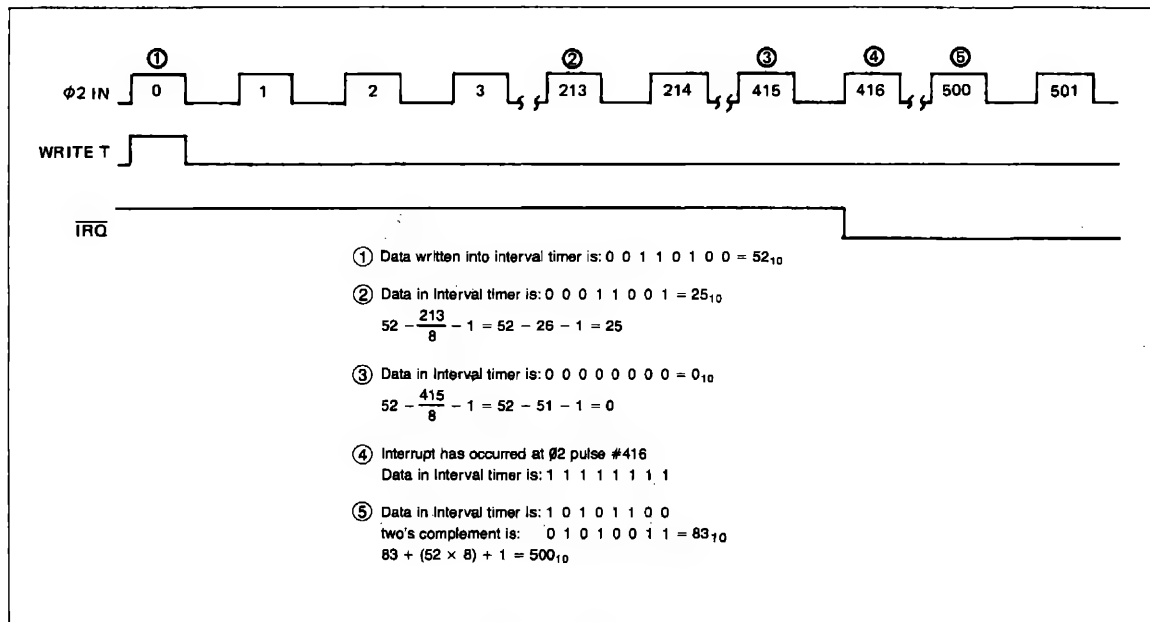 ① ② ③ ④ ⑤
φ2 IN 0 1 2 3 213 214 415 416 500 501
WRITE T
IRQ
① Data written into interval timer is: 0 0 1 1 0 1 0 0 = 52₁₀
② Data in Interval timer is: 0 0 0 1 1 0 0 1 = 25₁₀
52 − 213/8 − 1 = 52 − 26 − 1 = 25
③ Data in Interval timer is: 0 0 0 0 0 0 0 0 = 0₁₀
52 − 415/8 − 1 = 52 − 51 − 1 = 0
④ Interrupt has occurred at φ2 pulse #416
Data in Interval timer is: 1 1 1 1 1 1 1 1
⑤ Data in Interval timer is: 1 0 1 0 1 1 0 0
two's complement is: 0 1 0 1 0 0 1 1 = 83₁₀
83 + (52 × 8) + 1 = 500₁₀